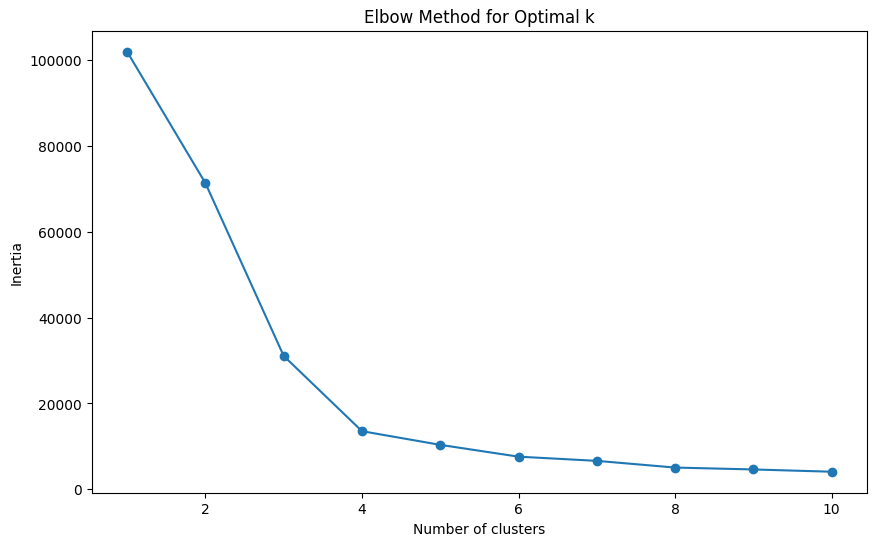 Elbow Method for Optimal k
100000
80000
60000
40000
20000
0
Inertia
2 4 6 8 10
Number of clusters